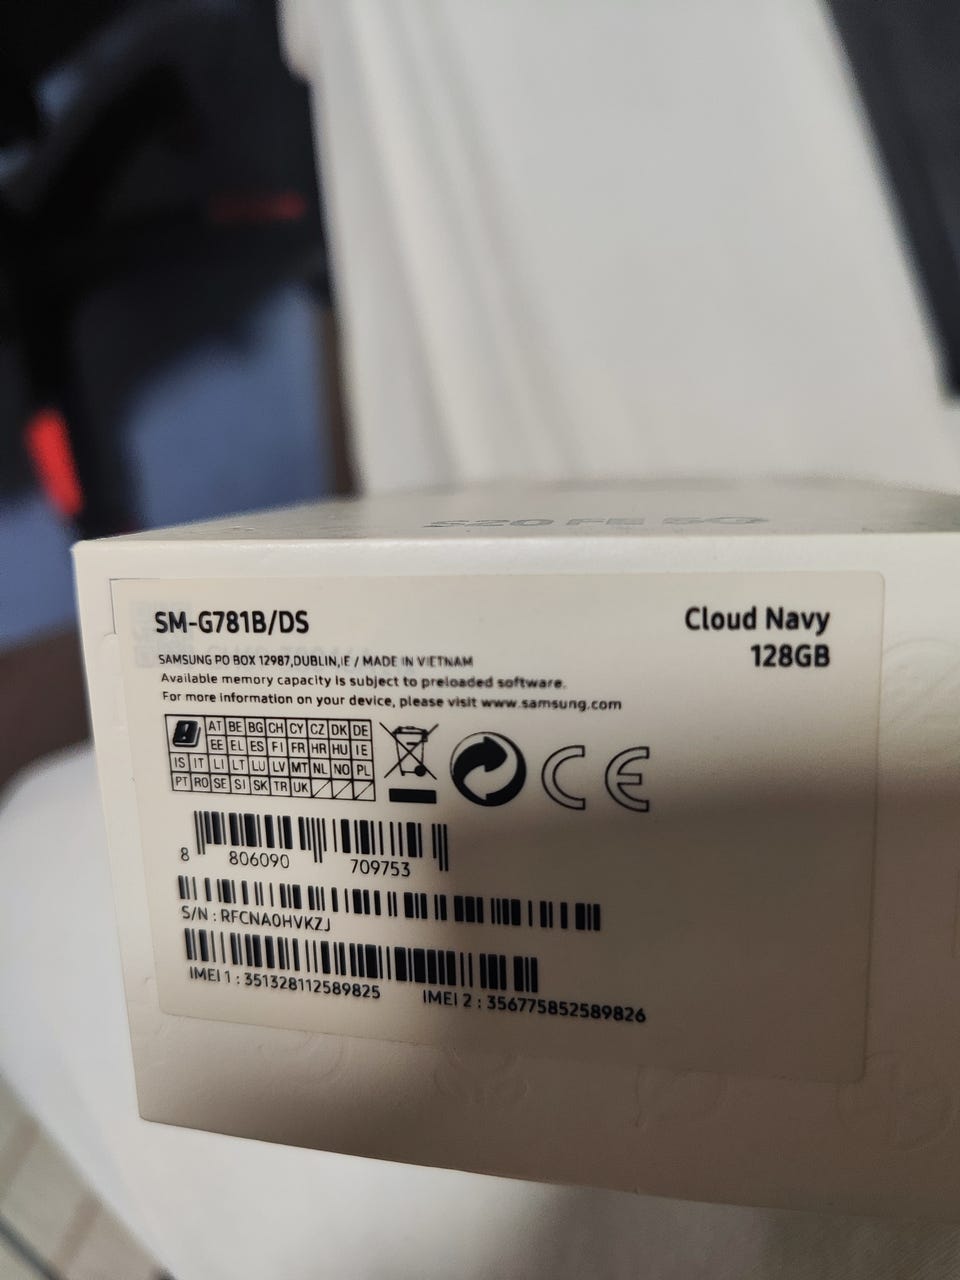 S20 FE 5G
SM-G781B/DS
Cloud Navy
128GB
SAMSUNG PO BOX 12987,DUBLIN,IE / MADE IN VIETNAM
Available memory capacity is subject to preloaded software.
For more information on your device, please visit www.samsung.com
AT BE BG CH CY CZ DK DE
EE EL ES FI FR HR HU IE
IS IT LI LT LU LV MT NL NO PL
PT RO SE SI SK TR UK
CE
8 806090 709753
S/N : RFCNA0HVKZJ
IMEI 1 : 351328112589825
IMEI 2 : 356775852589826